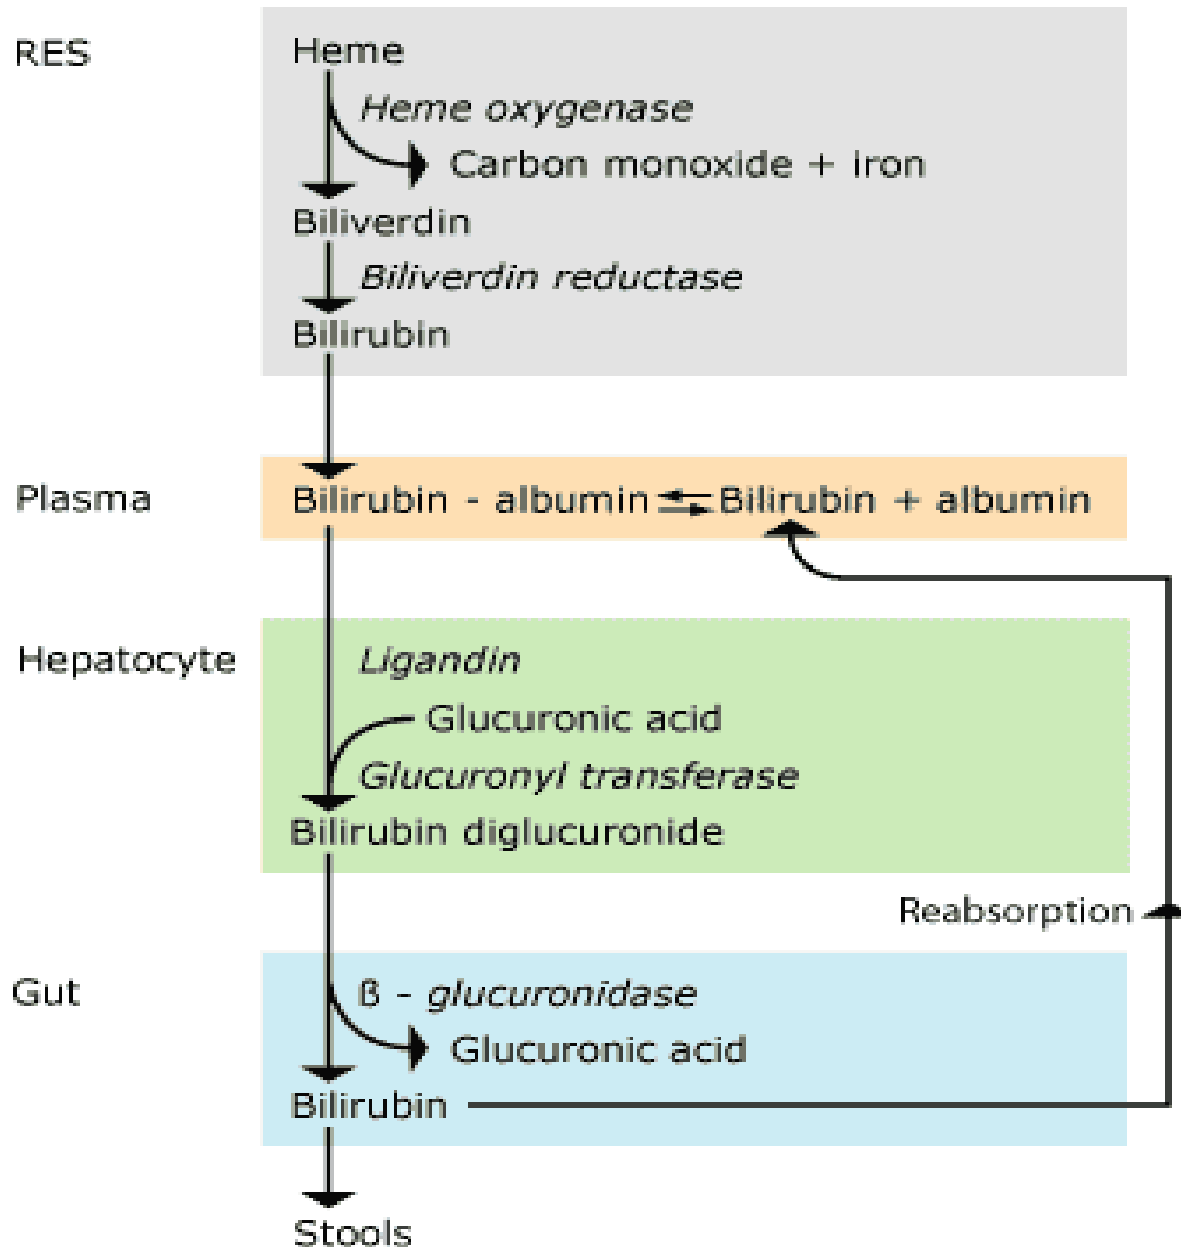 RES
Heme
Heme oxygenase
Carbon monoxide + iron
Biliverdin
Biliverdin reductase
Bilirubin
Plasma
Bilirubin - albumin ⇌ Bilirubin + albumin
Hepatocyte
Ligandin
Glucuronic acid
Glucuronyl transferase
Bilirubin diglucuronide
Reabsorption
Gut
ß - glucuronidase
Glucuronic acid
Bilirubin
Stools